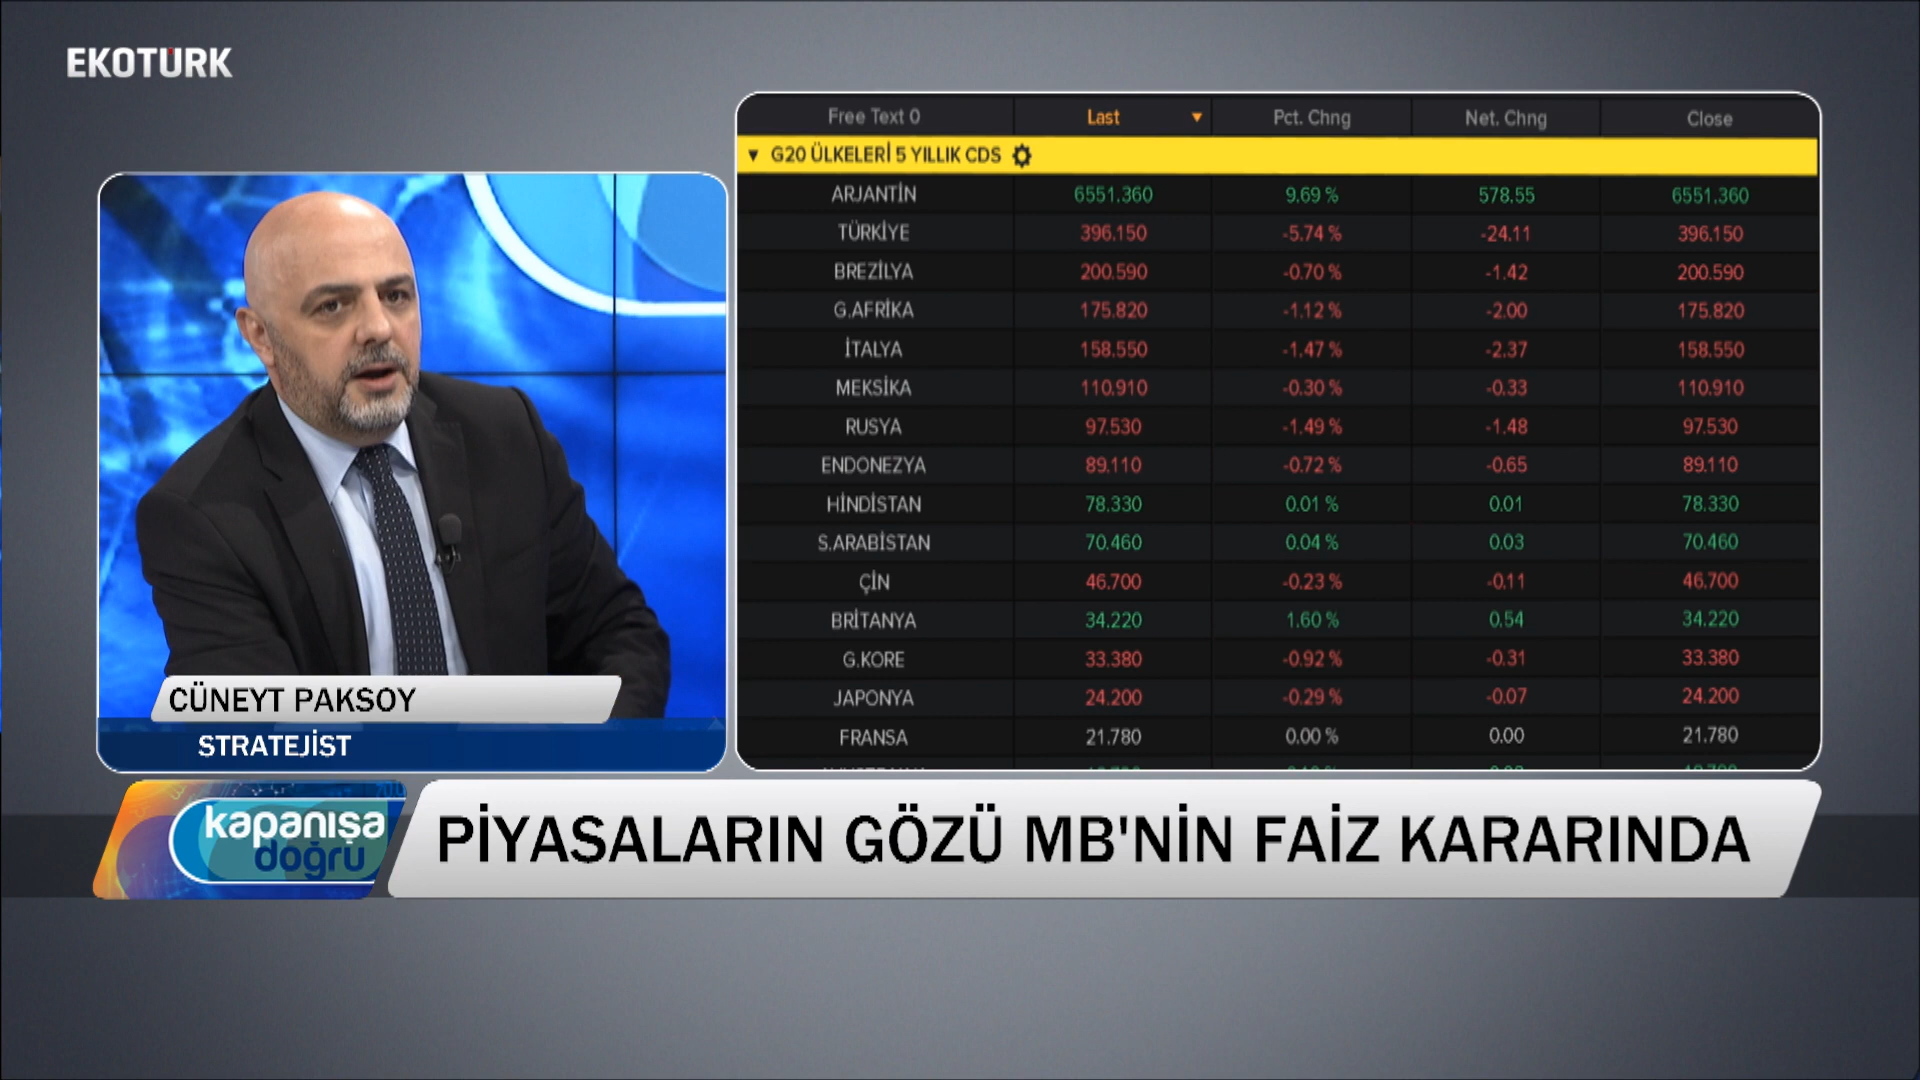 EKOTÜRK
Free Text 0 Last Pct. Chng Net. Chng Close
G20 ÜLKELERİ 5 YILLIK CDS
ARJANTİN 6551.360 9.69 % 578.55 6551.360
TÜRKİYE 396.150 -5.74 % -24.11 396.150
BREZİLYA 200.590 -0.70 % -1.42 200.590
G.AFRİKA 175.820 -1.12 % -2.00 175.820
İTALYA 158.550 -1.47 % -2.37 158.550
MEKSİKA 110.910 -0.30 % -0.33 110.910
RUSYA 97.530 -1.49 % -1.48 97.530
ENDONEZYA 89.110 -0.72 % -0.65 89.110
HİNDİSTAN 78.330 0.01 % 0.01 78.330
S.ARABİSTAN 70.460 0.04 % 0.03 70.460
ÇİN 46.700 -0.23 % -0.11 46.700
BRİTANYA 34.220 1.60 % 0.54 34.220
G.KORE 33.380 -0.92 % -0.31 33.380
JAPONYA 24.200 -0.29 % -0.07 24.200
FRANSA 21.780 0.00 % 0.00 21.780
CÜNEYT PAKSOY
STRATEJİST
kapanışa
doğru
PİYASALARIN GÖZÜ MB'NİN FAİZ KARARINDA